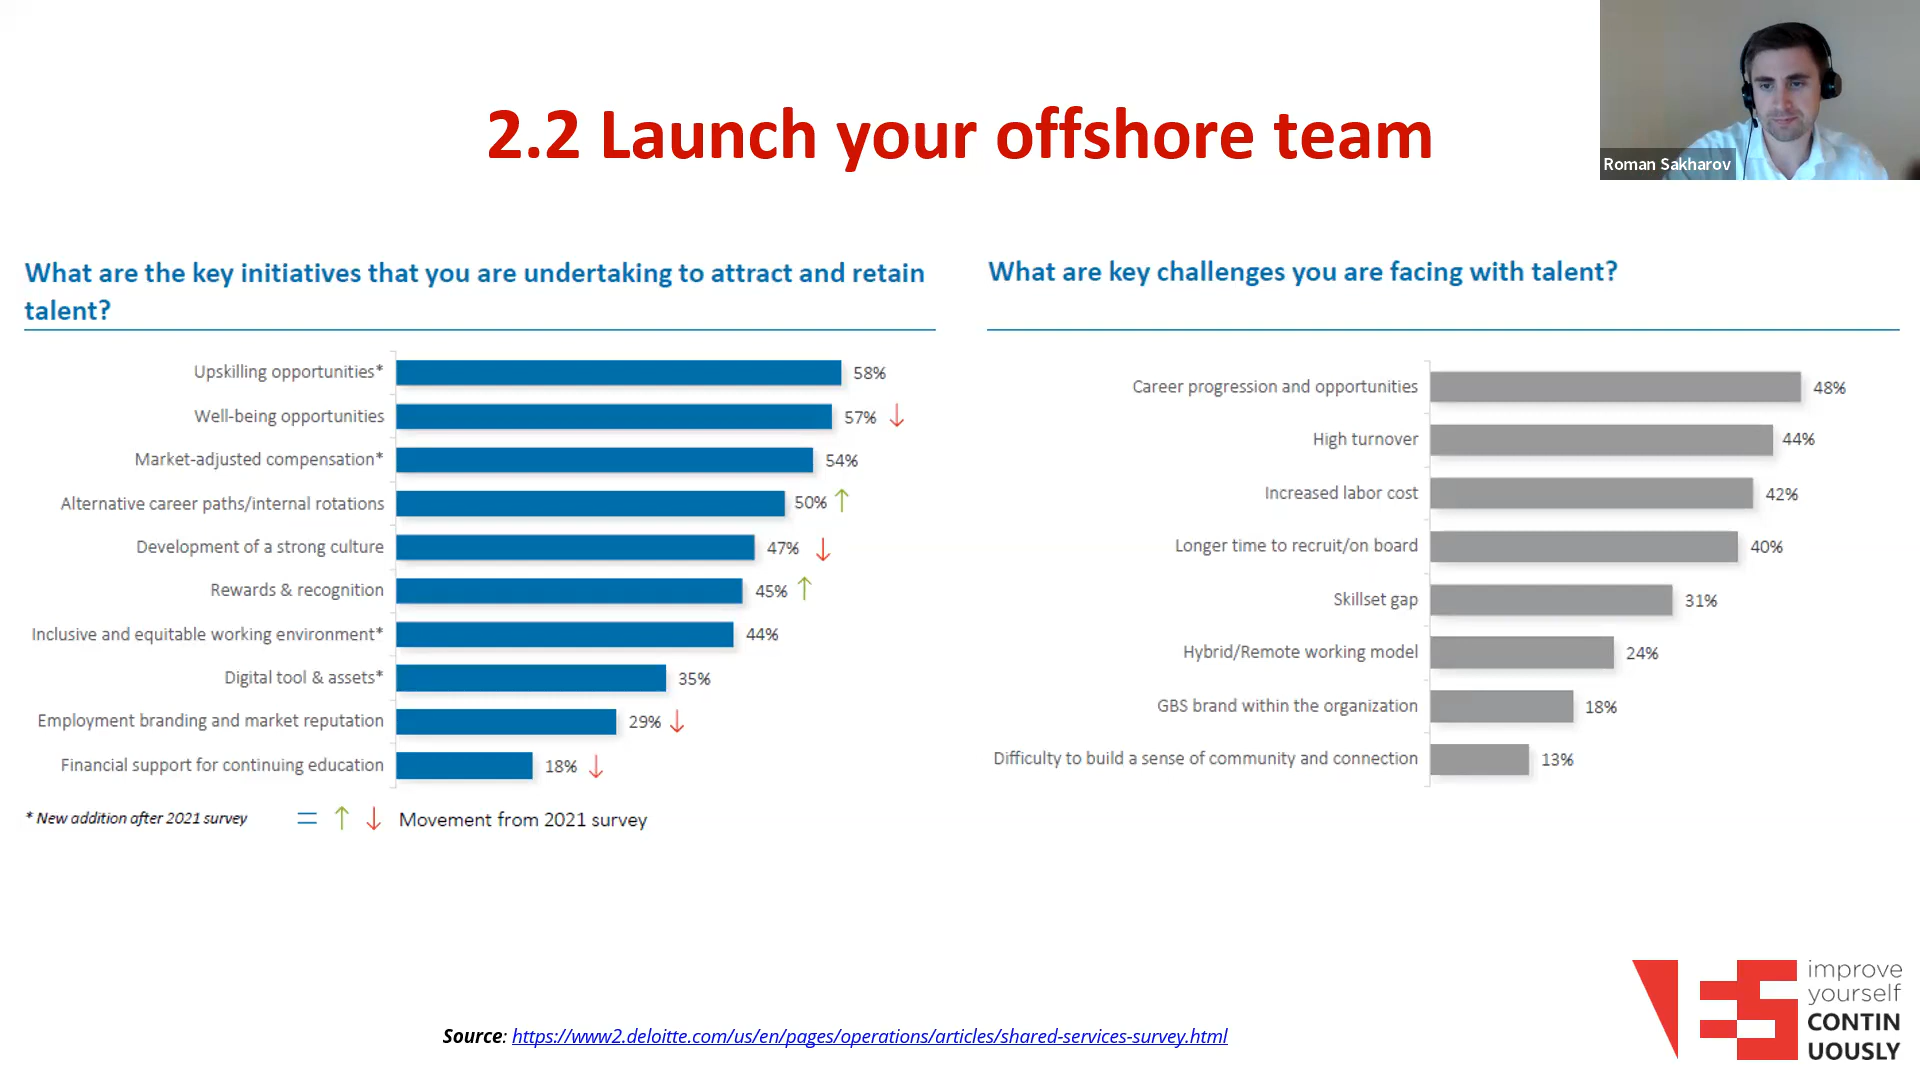 2.2 Launch your offshore team
Roman Sakharov
What are the key initiatives that you are undertaking to attract and retain
talent?
Upskilling opportunities* 58%
Well-being opportunities 57% ↓
Market-adjusted compensation* 54%
Alternative career paths/internal rotations 50% ↑
Development of a strong culture 47% ↓
Rewards & recognition 45% ↑
Inclusive and equitable working environment* 44%
Digital tool & assets* 35%
Employment branding and market reputation 29% ↓
Financial support for continuing education 18% ↓
* New addition after 2021 survey = ↑ ↓ Movement from 2021 survey
What are key challenges you are facing with talent?
Career progression and opportunities 48%
High turnover 44%
Increased labor cost 42%
Longer time to recruit/on board 40%
Skillset gap 31%
Hybrid/Remote working model 24%
GBS brand within the organization 18%
Difficulty to build a sense of community and connection 13%
Source: https://www2.deloitte.com/us/en/pages/operations/articles/shared-services-survey.html
improve
yourself
CONTIN
UOUSLY